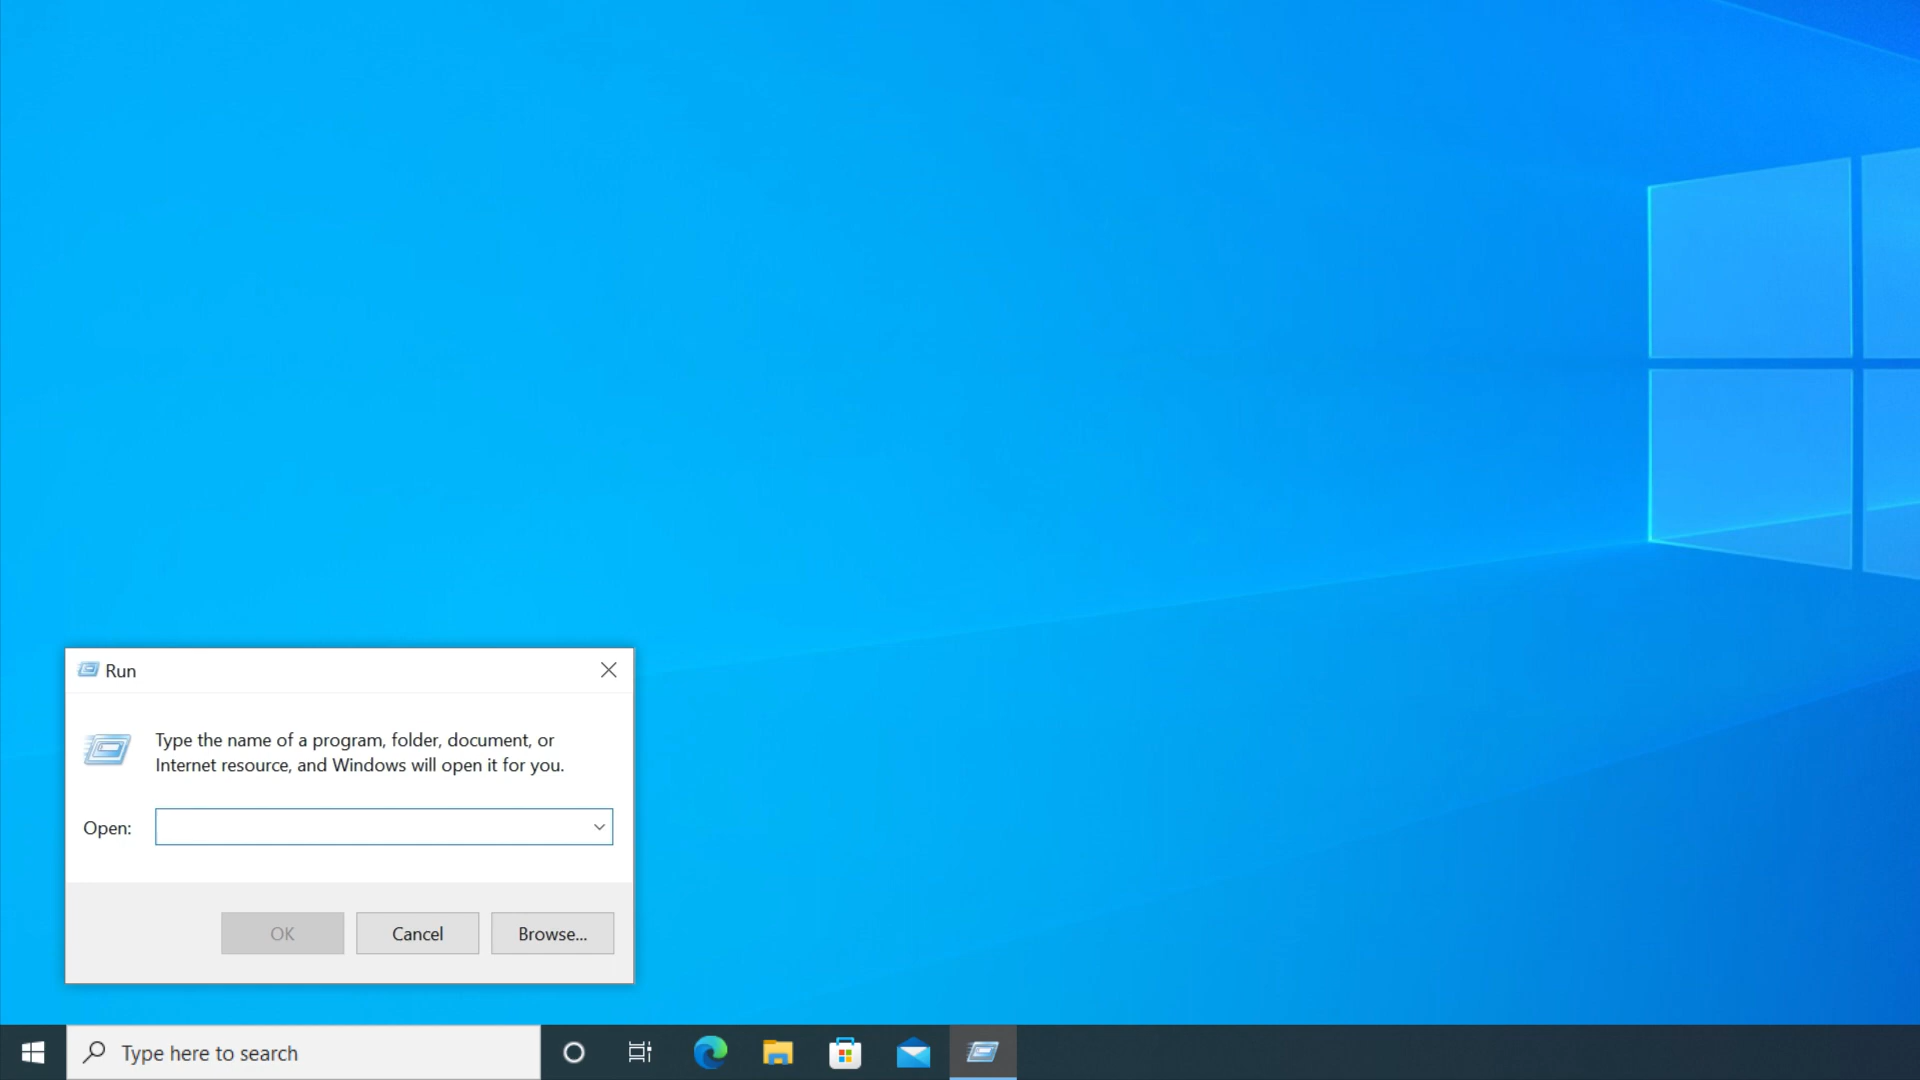 Run
Type the name of a program, folder, document, or
Internet resource, and Windows will open it for you.
Open:
OK
Cancel
Browse...
Type here to search